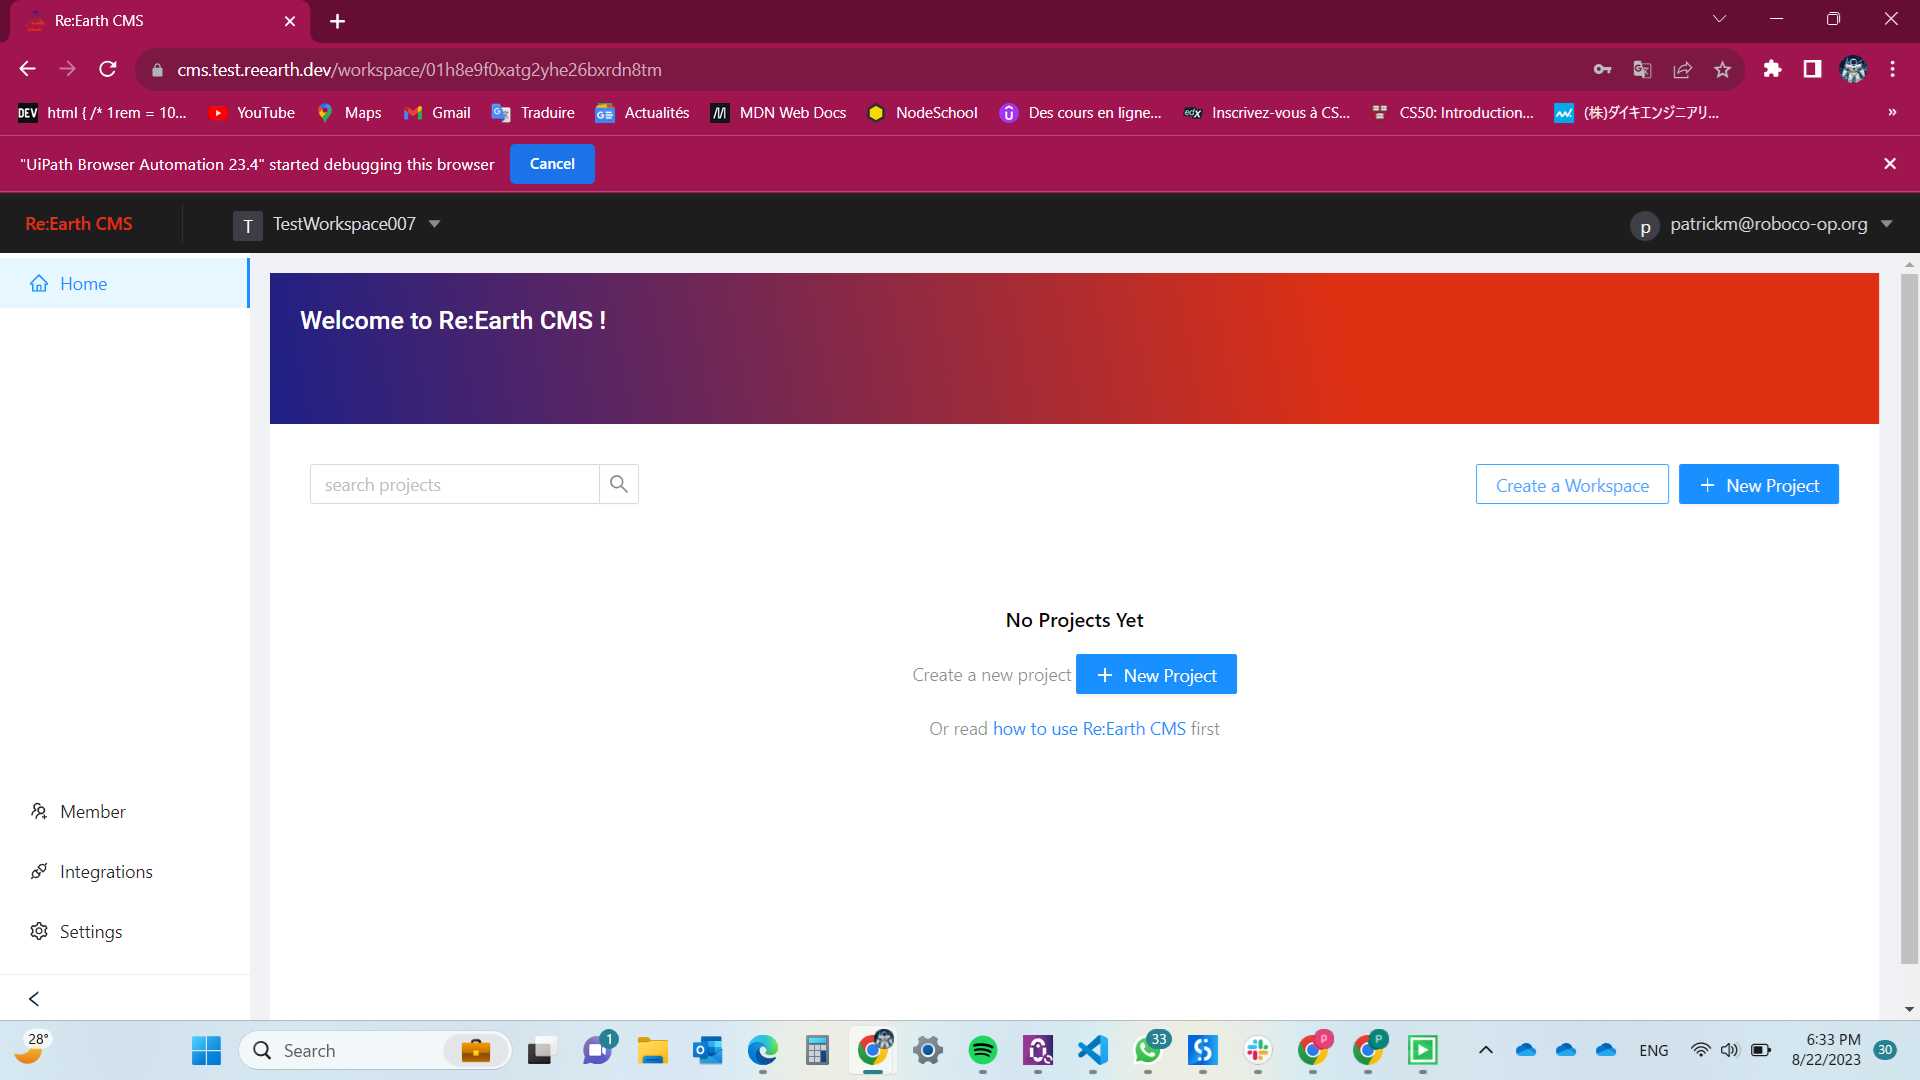 Re:Earth CMS
cms.test.reearth.dev/workspace/01h8e9f0xatg2yhe26bxrdn8tm
DEV html { /* 1rem = 10... YouTube Maps Gmail Traduire Actualités MDN Web Docs NodeSchool Des cours en ligne... edX Inscrivez-vous à CS... CS50: Introduction... (株)ダイキエンジニアリ... »
"UiPath Browser Automation 23.4" started debugging this browser Cancel
Re:Earth CMS T TestWorkspace007 p patrickm@roboco-op.org
Home
Welcome to Re:Earth CMS !
search projects Create a Workspace + New Project
No Projects Yet
Create a new project + New Project
Or read how to use Re:Earth CMS first
Member
Integrations
Settings
28° Search 1 33 P P ENG 6:33 PM 30
8/22/2023